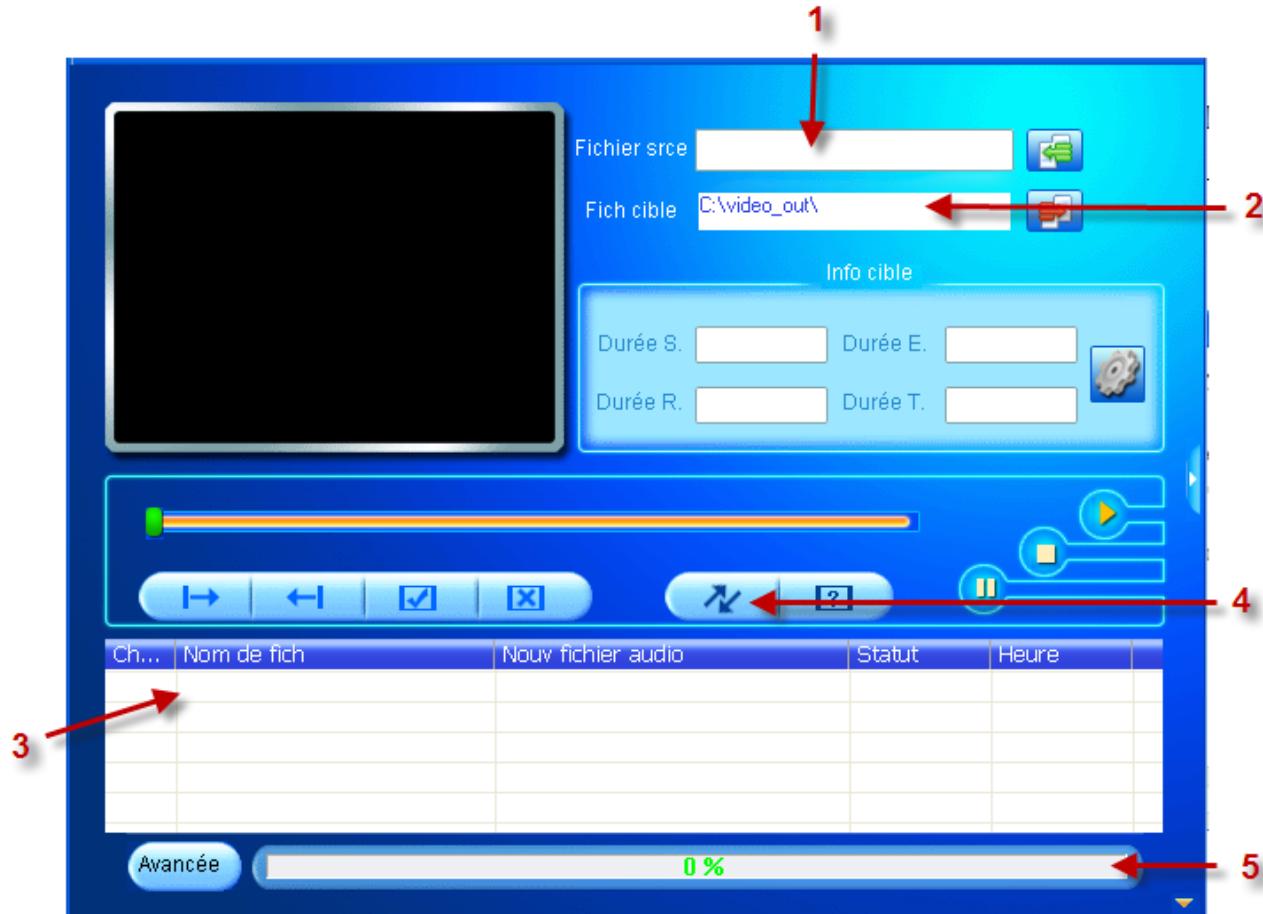 1
Fichier srce
Fich cible C:\video_out\
2
Info cible
Durée S. Durée E.
Durée R. Durée T.
?
4
Ch... Nom de fich Nouv fichier audio Statut Heure
3
Avancée 0 %
5